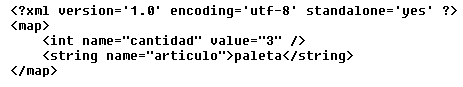 <?xml version='1.0' encoding='utf-8' standalone='yes' ?>
<map>
    <int name="cantidad" value="3" />
    <string name="articulo">paleta</string>
</map>